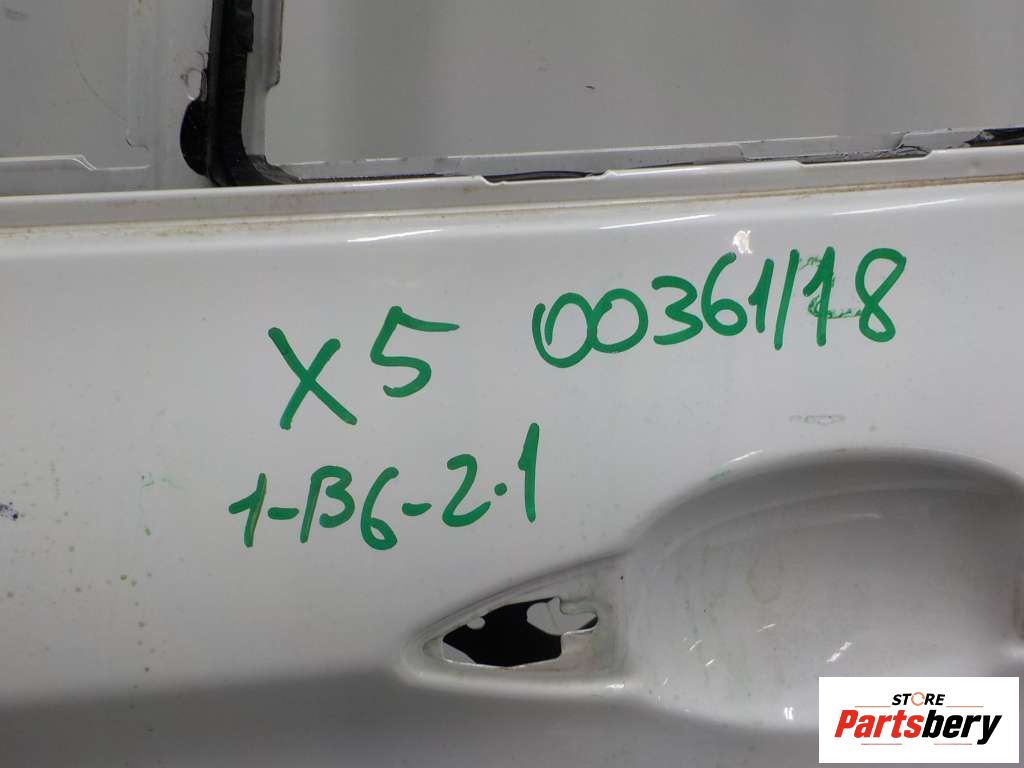 X5 00361/18
1-B6-2.1
STORE
Partsbery